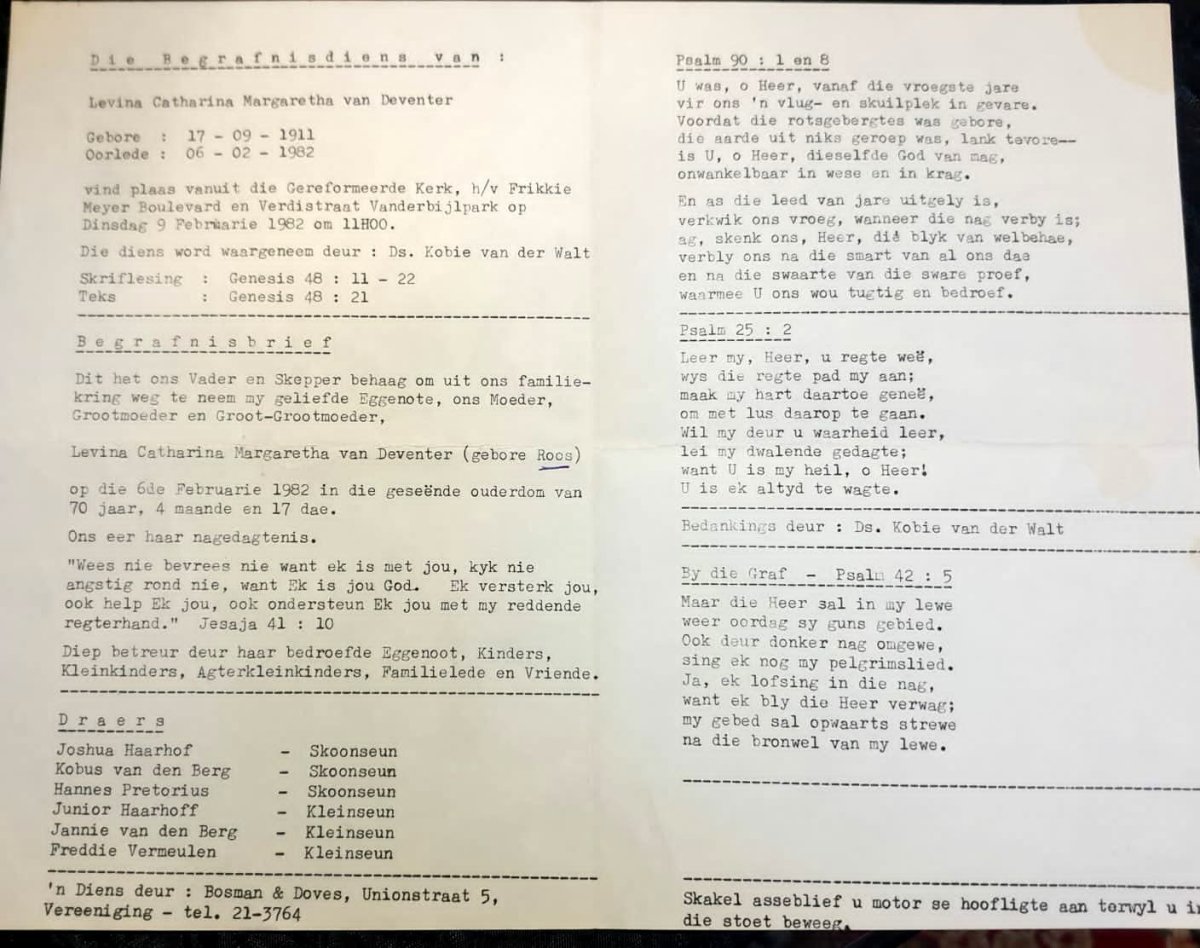 Die Begrafnisdiens van :
Levina Catharina Margaretha van Deventer
Gebore : 17 - 09 - 1911
Oorlede : 06 - 02 - 1982
vind plaas vanuit die Gereformeerde Kerk, h/v Frikkie
Meyer Boulevard en Verdistraat Vanderbijlpark op
Dinsdag 9 Februarie 1982 om 11H00.
Die diens word waargeneem deur : Ds. Kobie van der Walt
Skriflesing : Genesis 48 : 11 - 22
Teks : Genesis 48 : 21
Begrafnisbrief
Dit het ons Vader en Skepper behaag om uit ons familie-
kring weg te neem my geliefde Eggenote, ons Moeder,
Grootmoeder en Groot-Grootmoeder,
Levina Catharina Margaretha van Deventer (gebore Roos)
op die 6de Februarie 1982 in die geseënde ouderdom van
70 jaar, 4 maande en 17 dae.
Ons eer haar nagedagtenis.
"Wees nie bevrees nie want ek is met jou, kyk nie
angstig rond nie, want Ek is jou God. Ek versterk jou,
ook help Ek jou, ook ondersteun Ek jou met my reddende
regterhand." Jesaja 41 : 10
Diep betreur deur haar bedroefde Eggenoot, Kinders,
Kleinkinders, Agterkleinkinders, Familielede en Vriende.
Draers
Joshua Haarhof - Skoonseun
Kobus van den Berg - Skoonseun
Hannes Pretorius - Skoonseun
Junior Haarhoff - Kleinseun
Jannie van den Berg - Kleinseun
Freddie Vermeulen - Kleinseun
'n Diens deur : Bosman & Doves, Unionstraat 5,
Vereeniging - tel. 21-3764
Psalm 90 : 1 en 8
U was, o Heer, vanaf die vroegste jare
vir ons 'n vlug- en skuilplek in gevare.
Voordat die rotsgebergtes was gebore,
die aarde uit niks geroep was, lank tevore--
is U, o Heer, dieselfde God van mag,
onwankelbaar in wese en in krag.
En as die leed van jare uitgely is,
verkwik ons vroeg, wanneer die nag verby is;
ag, skenk ons, Heer, dié blyk van welbehae,
verbly ons na die smart van al ons dae
en na die swaarte van die sware proef,
waarmee U ons wou tugtig en bedroef.
Psalm 25 : 2
Leer my, Heer, u regte weë,
wys die regte pad my aan;
maak my hart daartoe geneë,
om met lus daarop te gaan.
Wil my deur u waarheid leer,
lei my dwalende gedagte;
want U is my heil, o Heer!
U is ek altyd te wagte.
Bedankings deur : Ds. Kobie van der Walt
By die Graf - Psalm 42 : 5
Maar die Heer sal in my lewe
weer oordag sy guns gebied.
Ook deur donker nag omgewe,
sing ek nog my pelgrimslied.
Ja, ek lofsing in die nag,
want ek bly die Heer verwag;
my gebed sal opwaarts strewe
na die bronwel van my lewe.
Skakel asseblief u motor se hoofligte aan terwyl u in
die stoet beweeg.